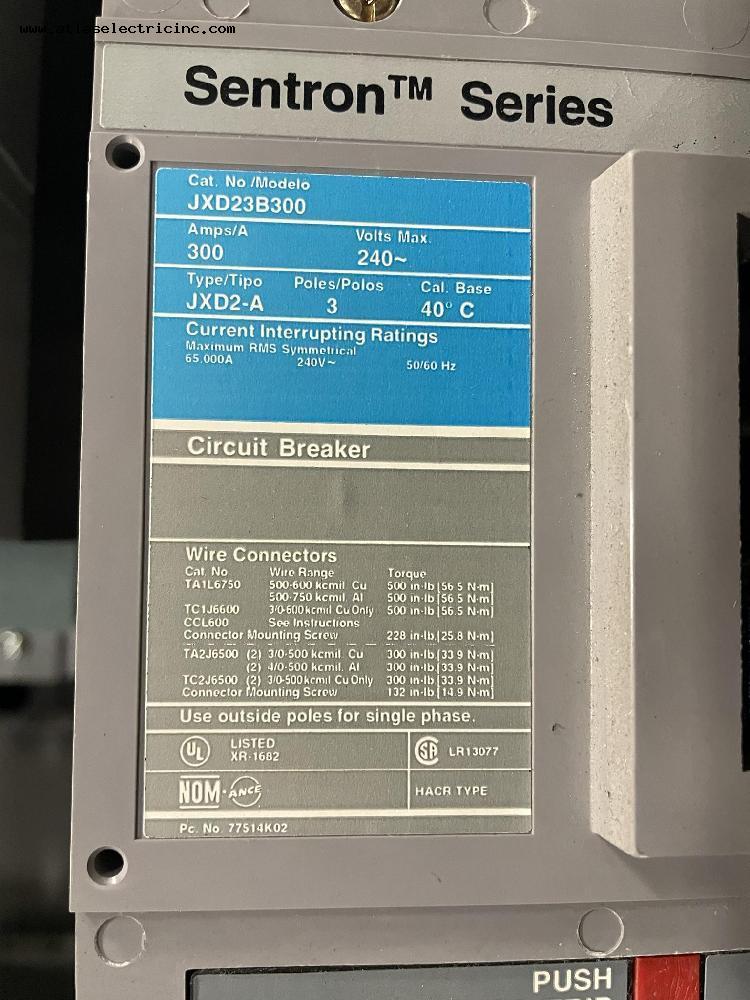 www.atlaselectricinc.com
Sentron™ Series
Cat. No /Modelo
JXD23B300
Amps/A Volts Max.
300 240~
Type/Tipo Poles/Polos Cal. Base
JXD2-A 3 40° C
Current Interrupting Ratings
Maximum RMS Symmetrical
65,000A 240V~ 50/60 Hz
Circuit Breaker
Wire Connectors
Cat. No Wire Range Torque
TA1L6750 500-600 kcmil. Cu 500 in-lb[56.5 N-m]
500-750 kcmil. Al 500 in-lb[56.5 N-m]
TC1J6600 3/0-600kcmil Cu Only 500 in-lb[56.5 N-m]
CCL600 See Instructions
Connector Mounting Screw 228 in-lb.[25.8 N-m]
TA2J6500 (2) 3/0-500 kcmil. Cu 300 in-lb[33.9 N-m]
(2) 4/0-500 kcmil. Al 300 in-lb[33.9 N-m]
TC2J6500 (2) 3/0-500kcmil Cu Only 300 in-lb[33.9 N-m]
Connector Mounting Screw 132 in-lb[14.9 N-m]
Use outside poles for single phase.
UL LISTED
XR-1682
SA LR13077
NOM-ANCE HACR TYPE
Pc. No. 77514K02
PUSH